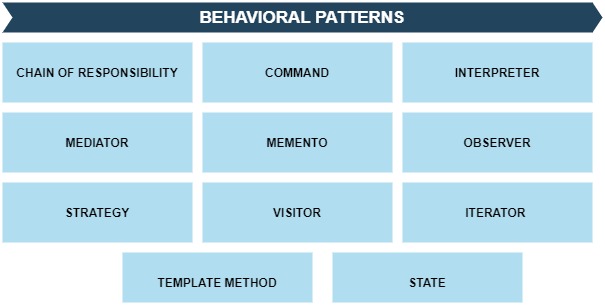 BEHAVIORAL PATTERNS
CHAIN OF RESPONSIBILITY
COMMAND
INTERPRETER
MEDIATOR
MEMENTO
OBSERVER
STRATEGY
VISITOR
ITERATOR
TEMPLATE METHOD
STATE